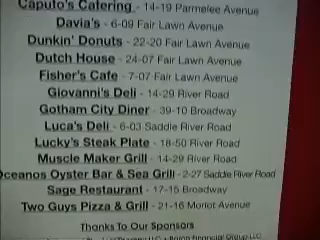 Caputo's Catering - 14-19 Parmelee Avenue
Davia's - 6-09 Fair Lawn Avenue
Dunkin' Donuts - 22-20 Fair Lawn Avenue
Dutch House - 24-07 Fair Lawn Avenue
Fisher's Cafe - 7-07 Fair Lawn Avenue
Giovanni's Deli - 14-29 River Road
Gotham City Diner - 39-10 Broadway
Luca's Deli - 6-03 Saddle River Road
Lucky's Steak Plate - 18-50 River Road
Muscle Maker Grill - 14-29 River Road
Oceanos Oyster Bar & Sea Grill - 2-27 Saddle River Road
Sage Restaurant - 17-15 Broadway
Two Guys Pizza & Grill - 21-16 Morlot Avenue
Thanks To Our Sponsors
Financial Group LLC